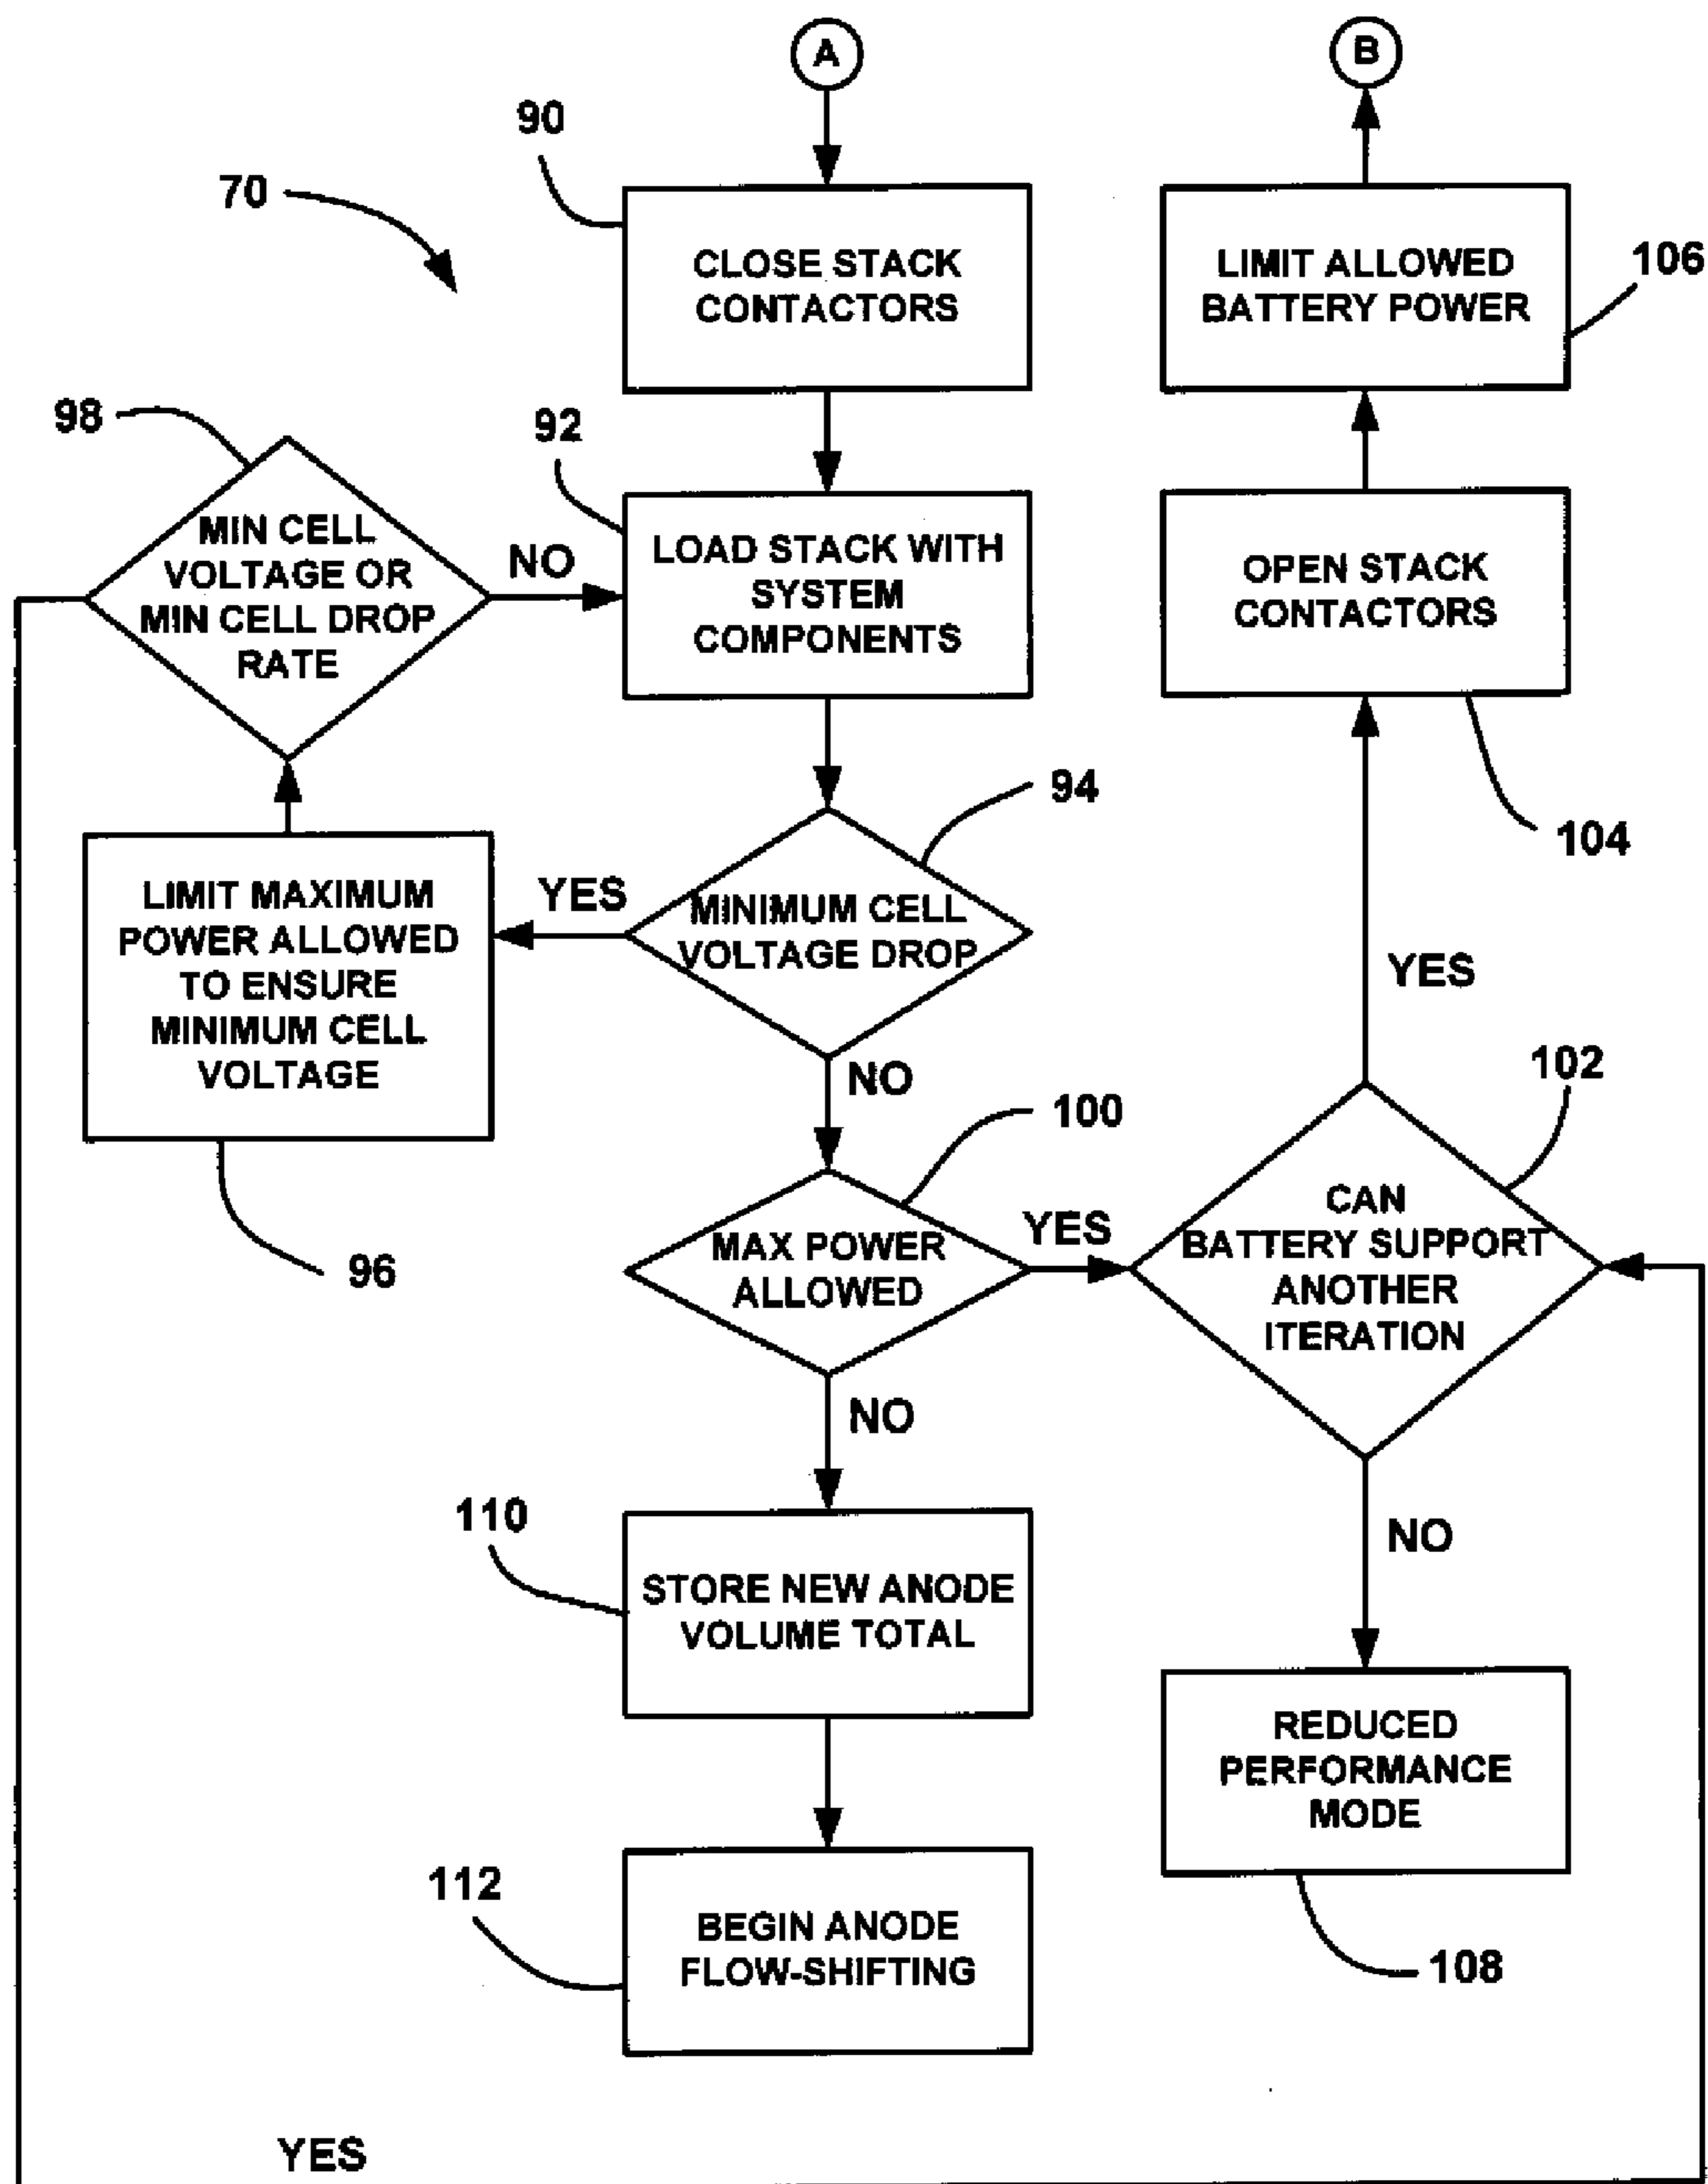 A
B
90
70
CLOSE STACK
CONTACTORS
LIMIT ALLOWED
BATTERY POWER
106
98
92
MIN CELL
VOLTAGE OR
MIN CELL DROP
RATE
NO
LOAD STACK WITH
SYSTEM
COMPONENTS
OPEN STACK
CONTACTORS
104
94
LIMIT MAXIMUM
POWER ALLOWED
TO ENSURE
MINIMUM CELL
VOLTAGE
YES
MINIMUM CELL
VOLTAGE DROP
YES
NO
96
100
102
MAX POWER
ALLOWED
YES
CAN
BATTERY SUPPORT
ANOTHER
ITERATION
NO
NO
110
STORE NEW ANODE
VOLUME TOTAL
REDUCED
PERFORMANCE
MODE
108
112
BEGIN ANODE
FLOW-SHIFTING
YES